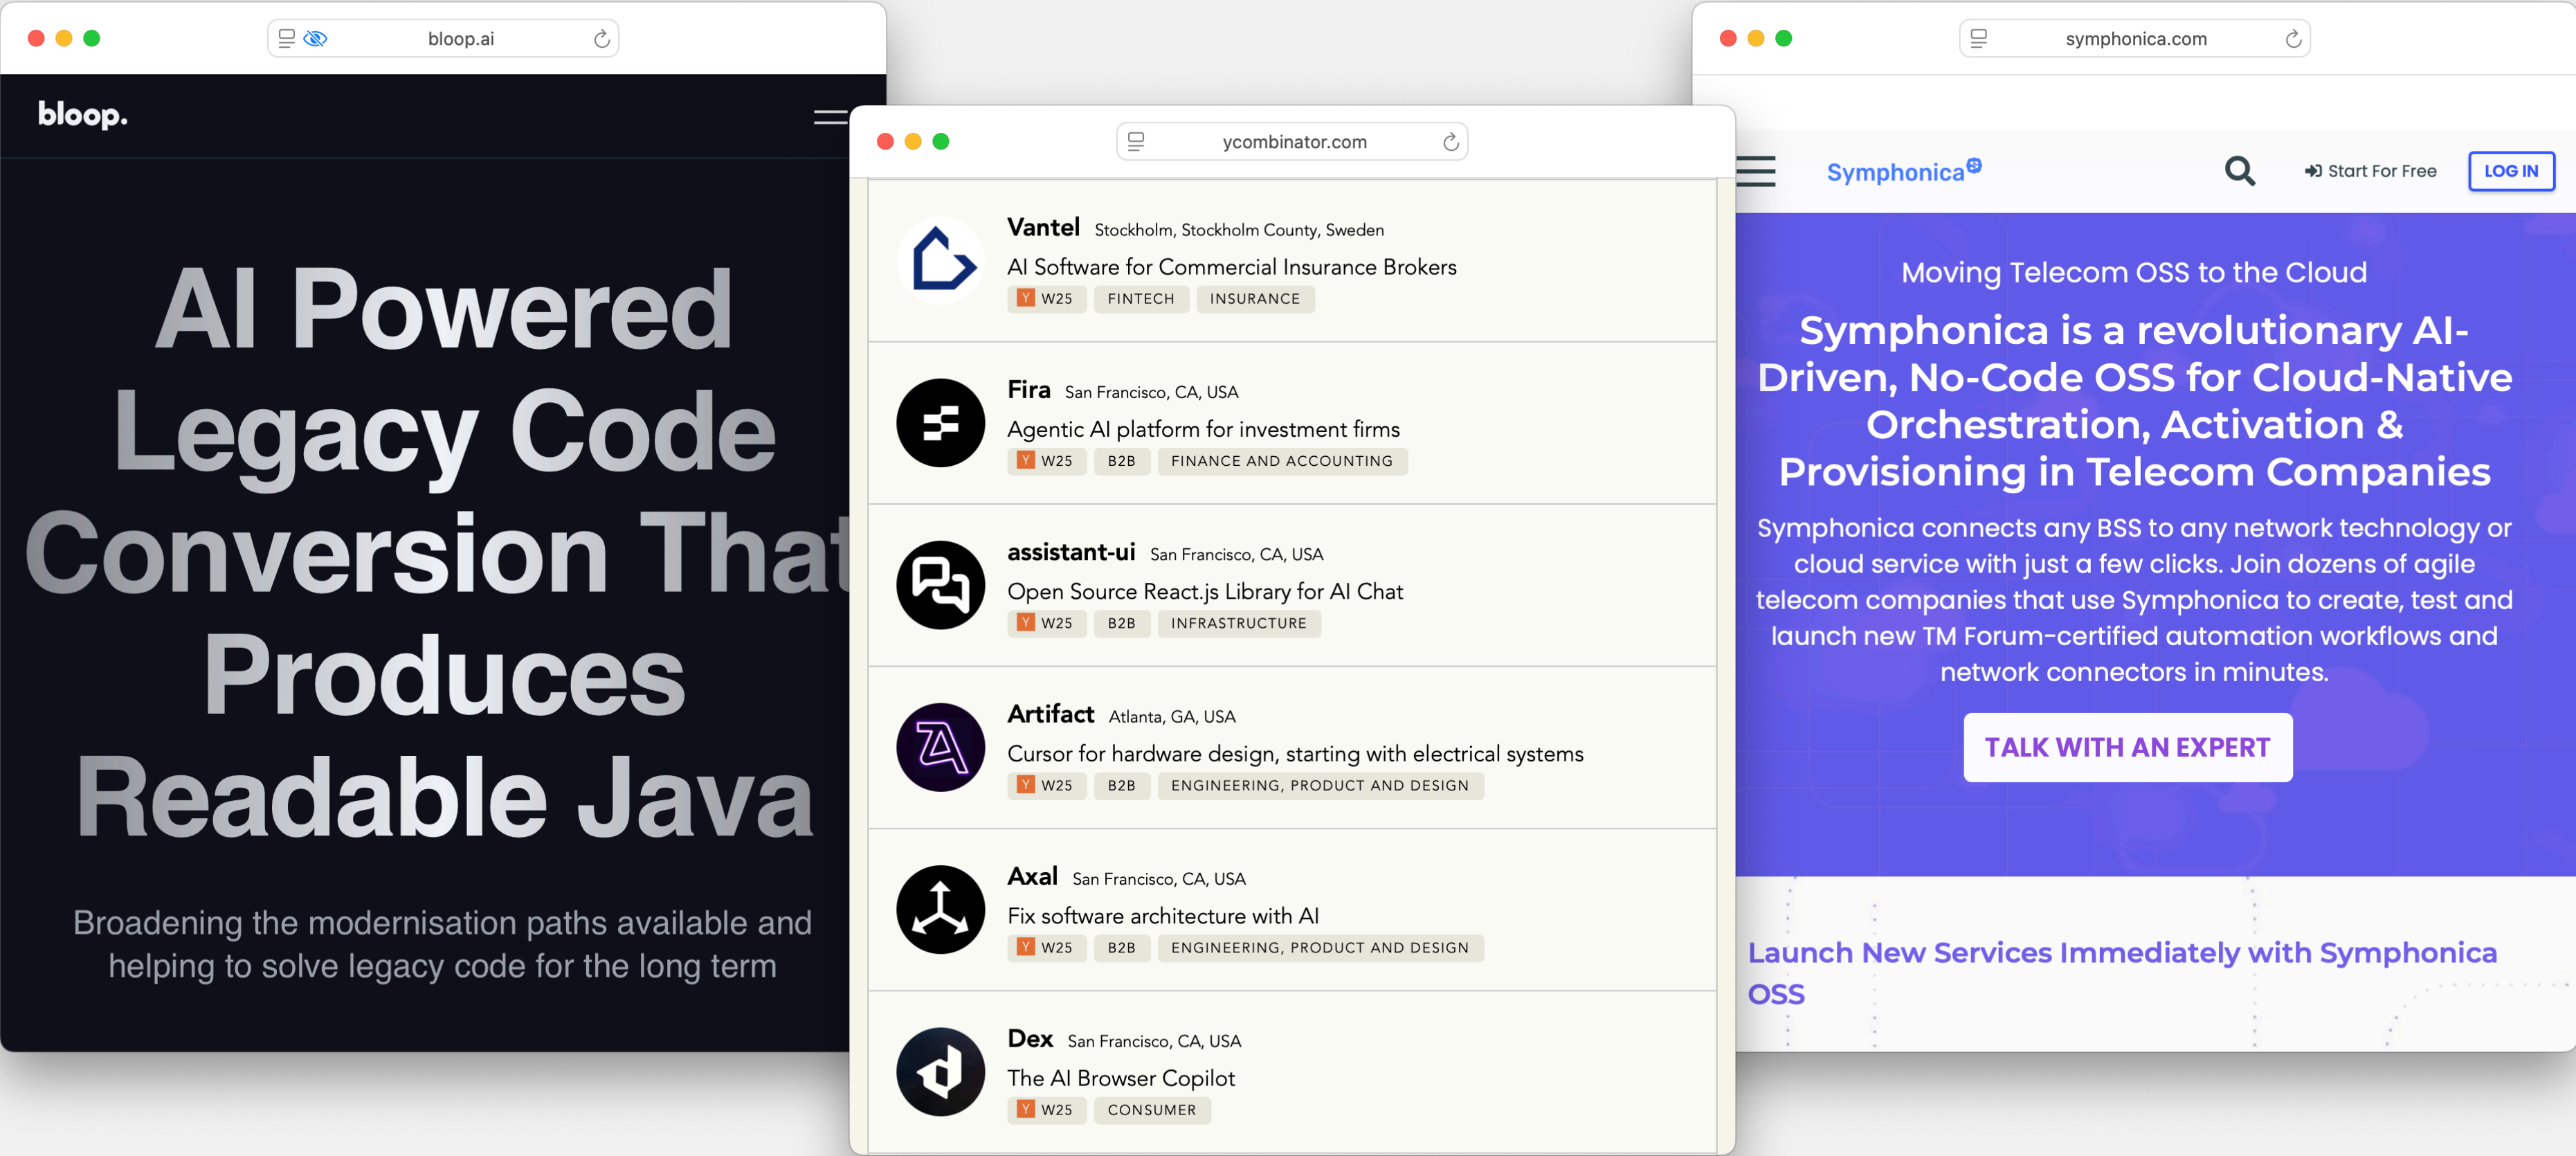 bloop.ai
bloop.
AI Powered
Legacy Code
Conversion That
Produces
Readable Java
Broadening the modernisation paths available and
helping to solve legacy code for the long term
ycombinator.com
Vantel Stockholm, Stockholm County, Sweden
AI Software for Commercial Insurance Brokers
Y W25 FINTECH INSURANCE
Fira San Francisco, CA, USA
Agentic AI platform for investment firms
Y W25 B2B FINANCE AND ACCOUNTING
assistant-ui San Francisco, CA, USA
Open Source React.js Library for AI Chat
Y W25 B2B INFRASTRUCTURE
Artifact Atlanta, GA, USA
Cursor for hardware design, starting with electrical systems
Y W25 B2B ENGINEERING, PRODUCT AND DESIGN
Axal San Francisco, CA, USA
Fix software architecture with AI
Y W25 B2B ENGINEERING, PRODUCT AND DESIGN
Dex San Francisco, CA, USA
The AI Browser Copilot
Y W25 CONSUMER
symphonica.com
Symphonica Start For Free LOG IN
Moving Telecom OSS to the Cloud
Symphonica is a revolutionary AI-
Driven, No-Code OSS for Cloud-Native
Orchestration, Activation &
Provisioning in Telecom Companies
Symphonica connects any BSS to any network technology or
cloud service with just a few clicks. Join dozens of agile
telecom companies that use Symphonica to create, test and
launch new TM Forum-certified automation workflows and
network connectors in minutes.
TALK WITH AN EXPERT
Launch New Services Immediately with Symphonica
OSS